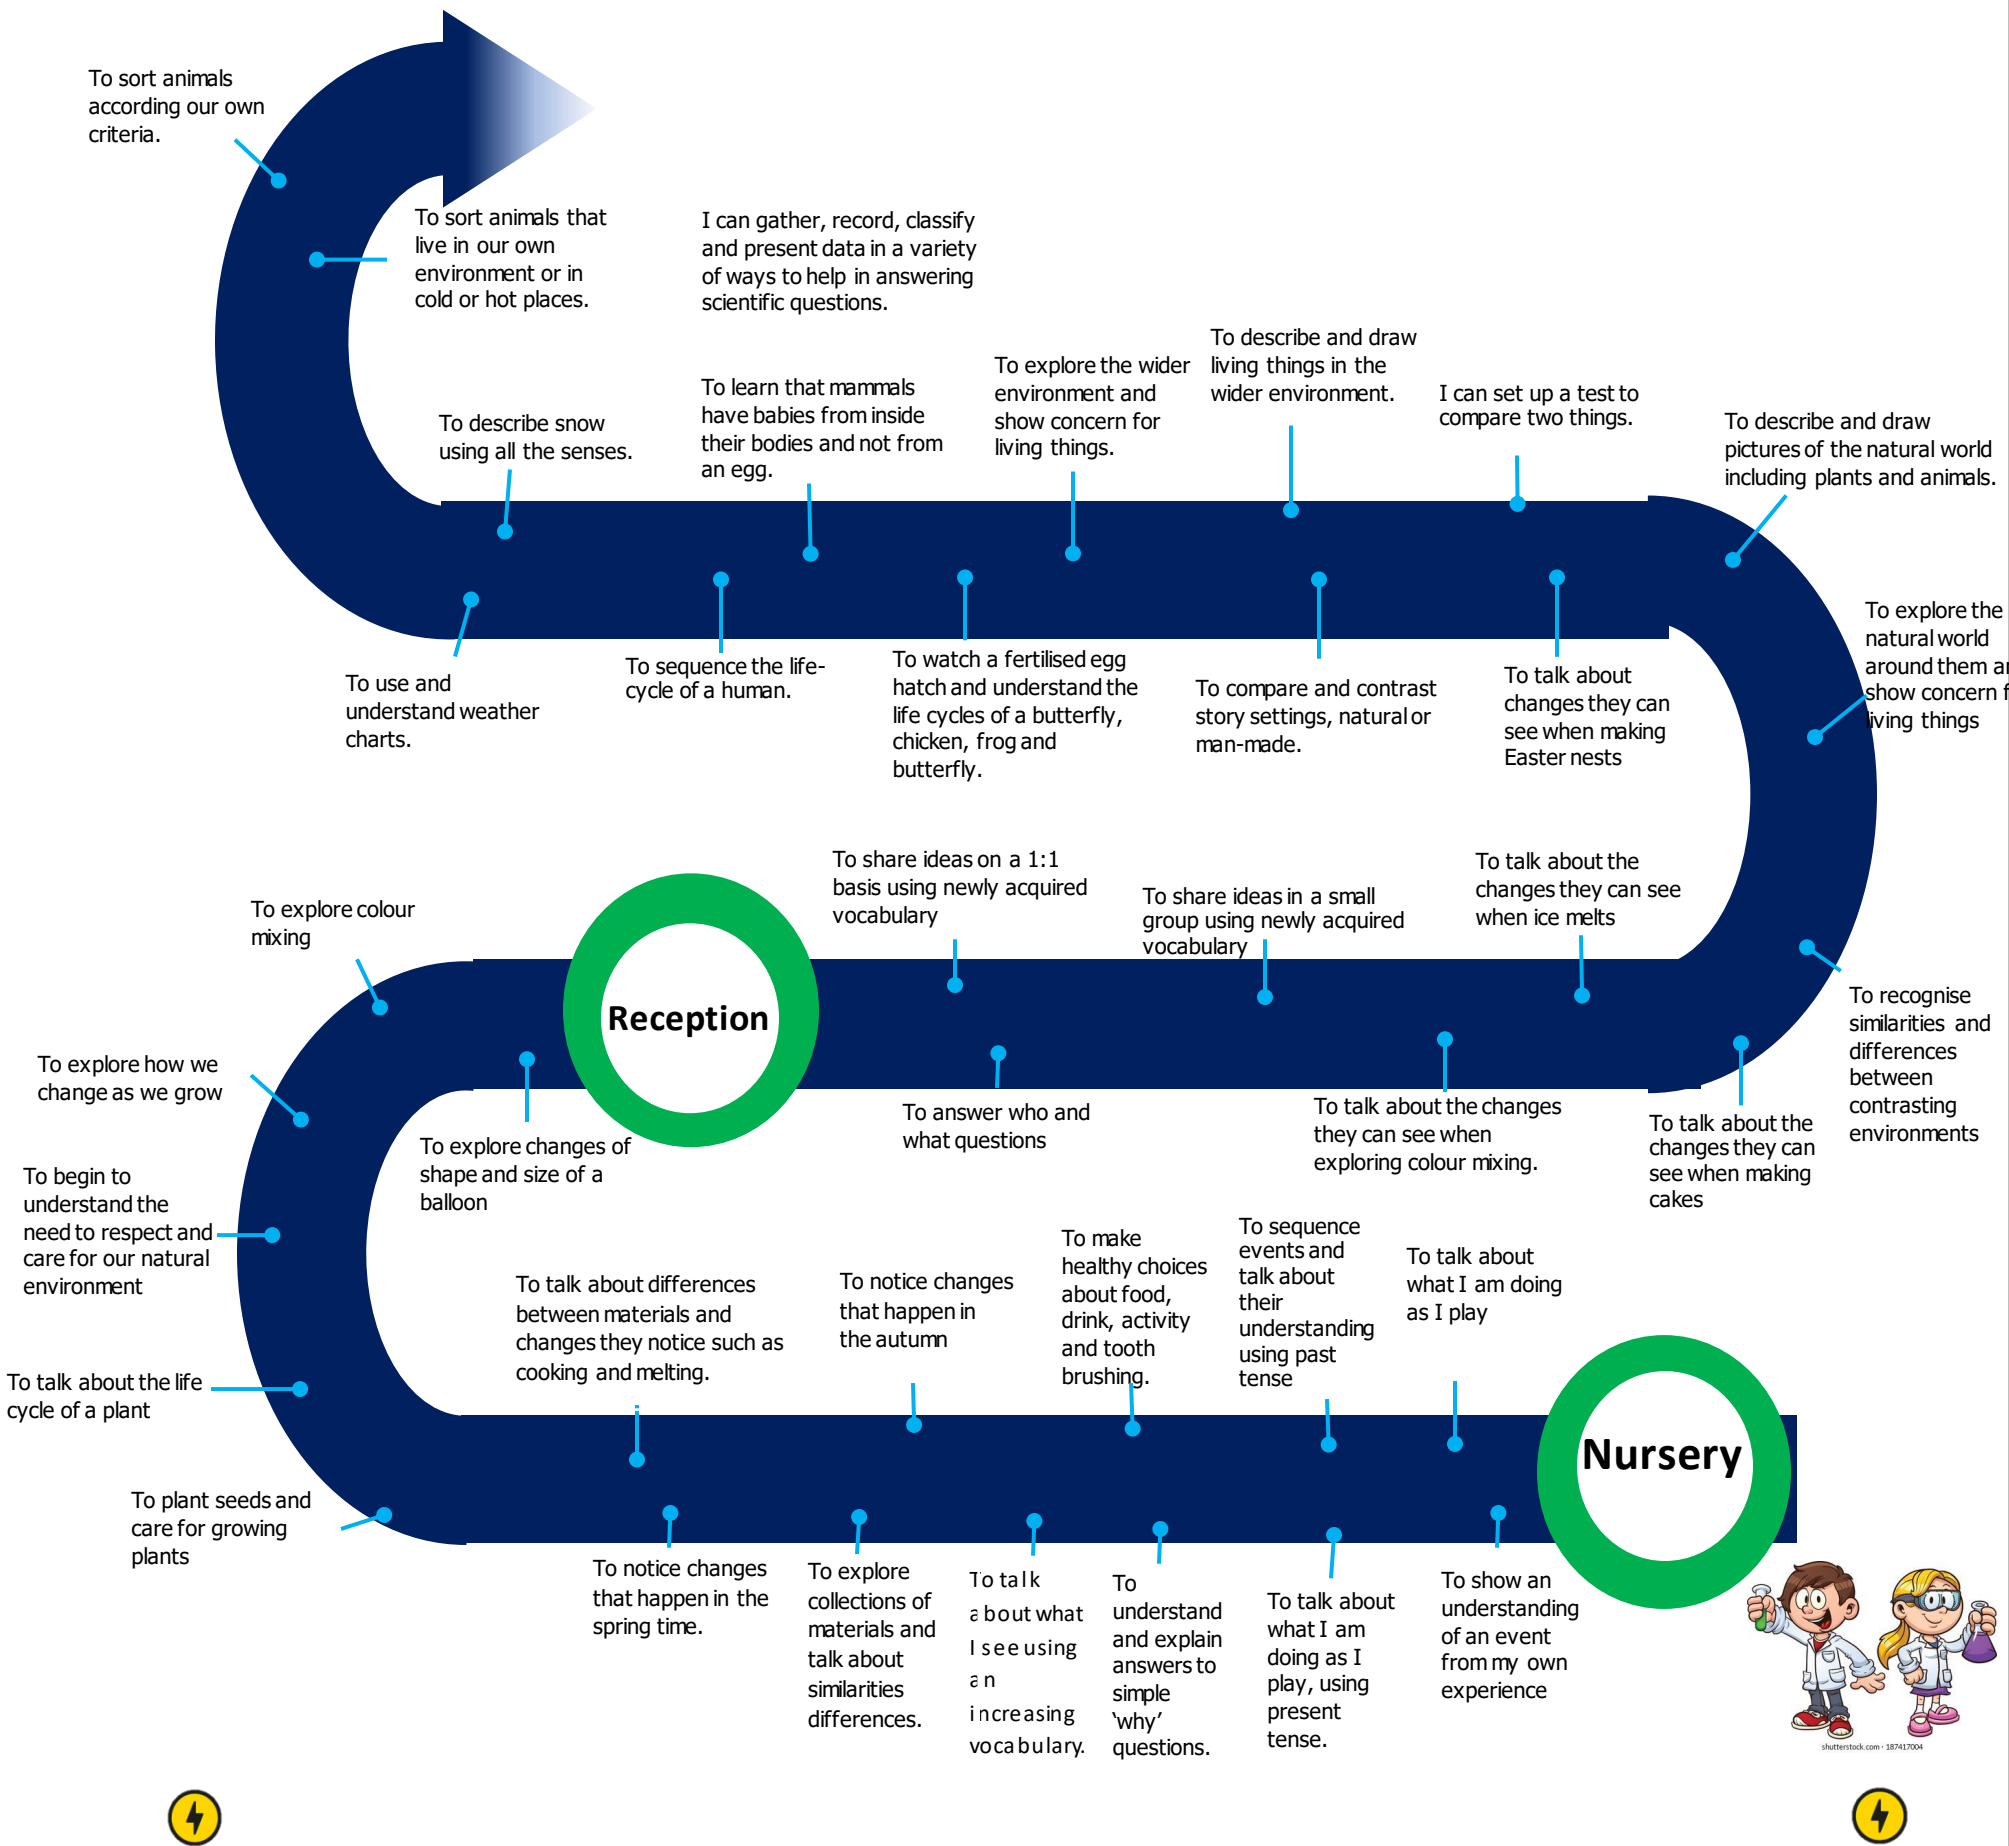 To sort animals
according our own
criteria.
To sort animals that
live in our own
environment or in
cold or hot places.
I can gather, record, classify
and present data in a variety
of ways to help in answering
scientific questions.
To describe snow
using all the senses.
To learn that mammals
have babies from inside
their bodies and not from
an egg.
To explore the wider
environment and
show concern for
living things.
To describe and draw
living things in the
wider environment.
I can set up a test to
compare two things.
To describe and draw
pictures of the natural world
including plants and animals.
To use and
understand weather
charts.
To sequence the life-
cycle of a human.
To watch a fertilised egg
hatch and understand the
life cycles of a butterfly,
chicken, frog and
butterfly.
To compare and contrast
story settings, natural or
man-made.
To talk about
changes they can
see when making
Easter nests
To explore the
natural world
around them
show concern
living things
To explore colour
mixing
Reception
To share ideas on a 1:1
basis using newly acquired
vocabulary
To share ideas in a small
group using newly acquired
vocabulary
To talk about the
changes they can see
when ice melts
To recognise
similarities and
differences
between
contrasting
environments
To explore how we
change as we grow
To explore changes of
shape and size of a
balloon
To answer who and
what questions
To talk about the changes
they can see when
exploring colour mixing.
To talk about the
changes they can
see when making
cakes
To begin to
understand the
need to respect and
care for our natural
environment
To talk about differences
between materials and
changes they notice such as
cooking and melting.
To notice changes
that happen in
the autumn
To make
healthy choices
about food,
drink, activity
and tooth
brushing.
To sequence
events and
talk about
their
understanding
using past
tense
To talk about
what I am doing
as I play
To talk about the life
cycle of a plant
Nursery
To plant seeds and
care for growing
plants
To notice changes
that happen in the
spring time.
To explore
collections of
materials and
talk about
similarities
differences.
To talk
about what
I see using
an
increasing
vocabulary.
To
understand
and explain
answers to
simple
‘why’
questions.
To talk about
what I am
doing as I
play, using
present
tense.
To show an
understanding
of an event
from my own
experience
shutterstock.com · 187417004